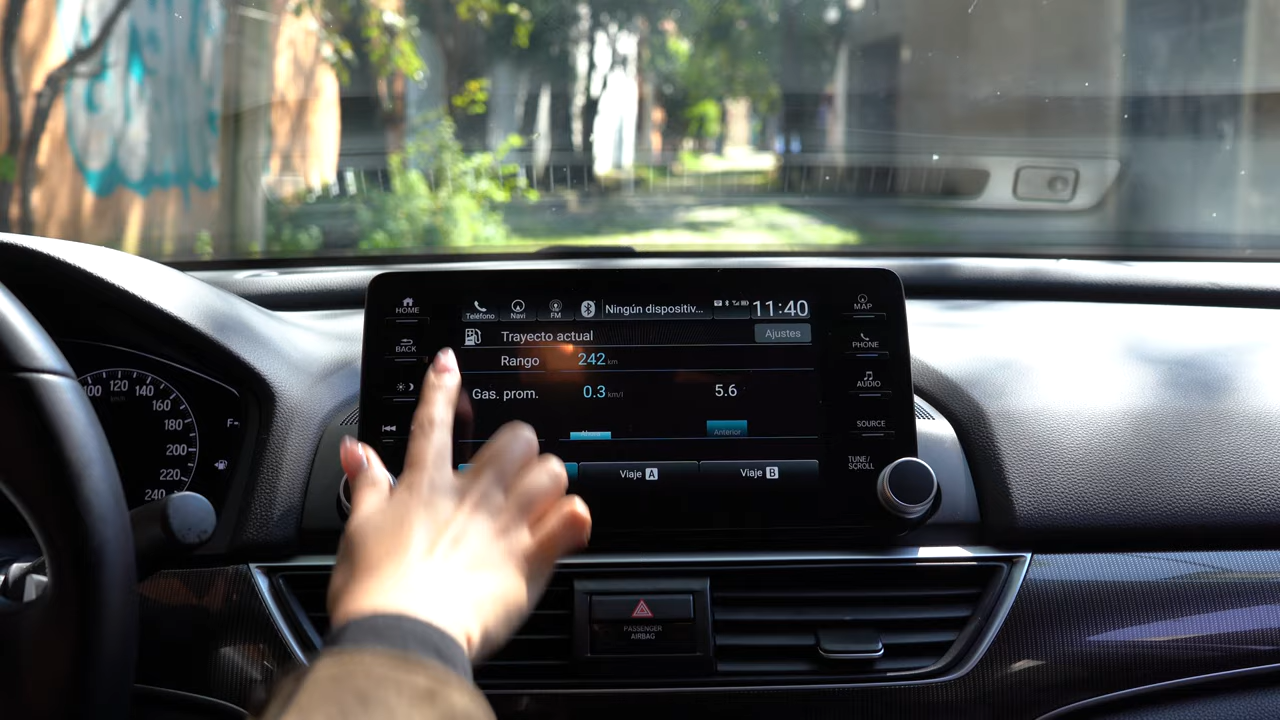 HOME
BACK
Teléfono
Navi
FM
Ningún dispositiv...
11:40
Trayecto actual
Ajustes
Rango 242 km
Gas. prom. 0.3 km/l 5.6
Ahora Anterior
Viaje A Viaje B
MAP
PHONE
AUDIO
SOURCE
TUNE/
SCROLL
100 120 140
km/h
160
180
200
220
240
F
PASSENGER
AIRBAG